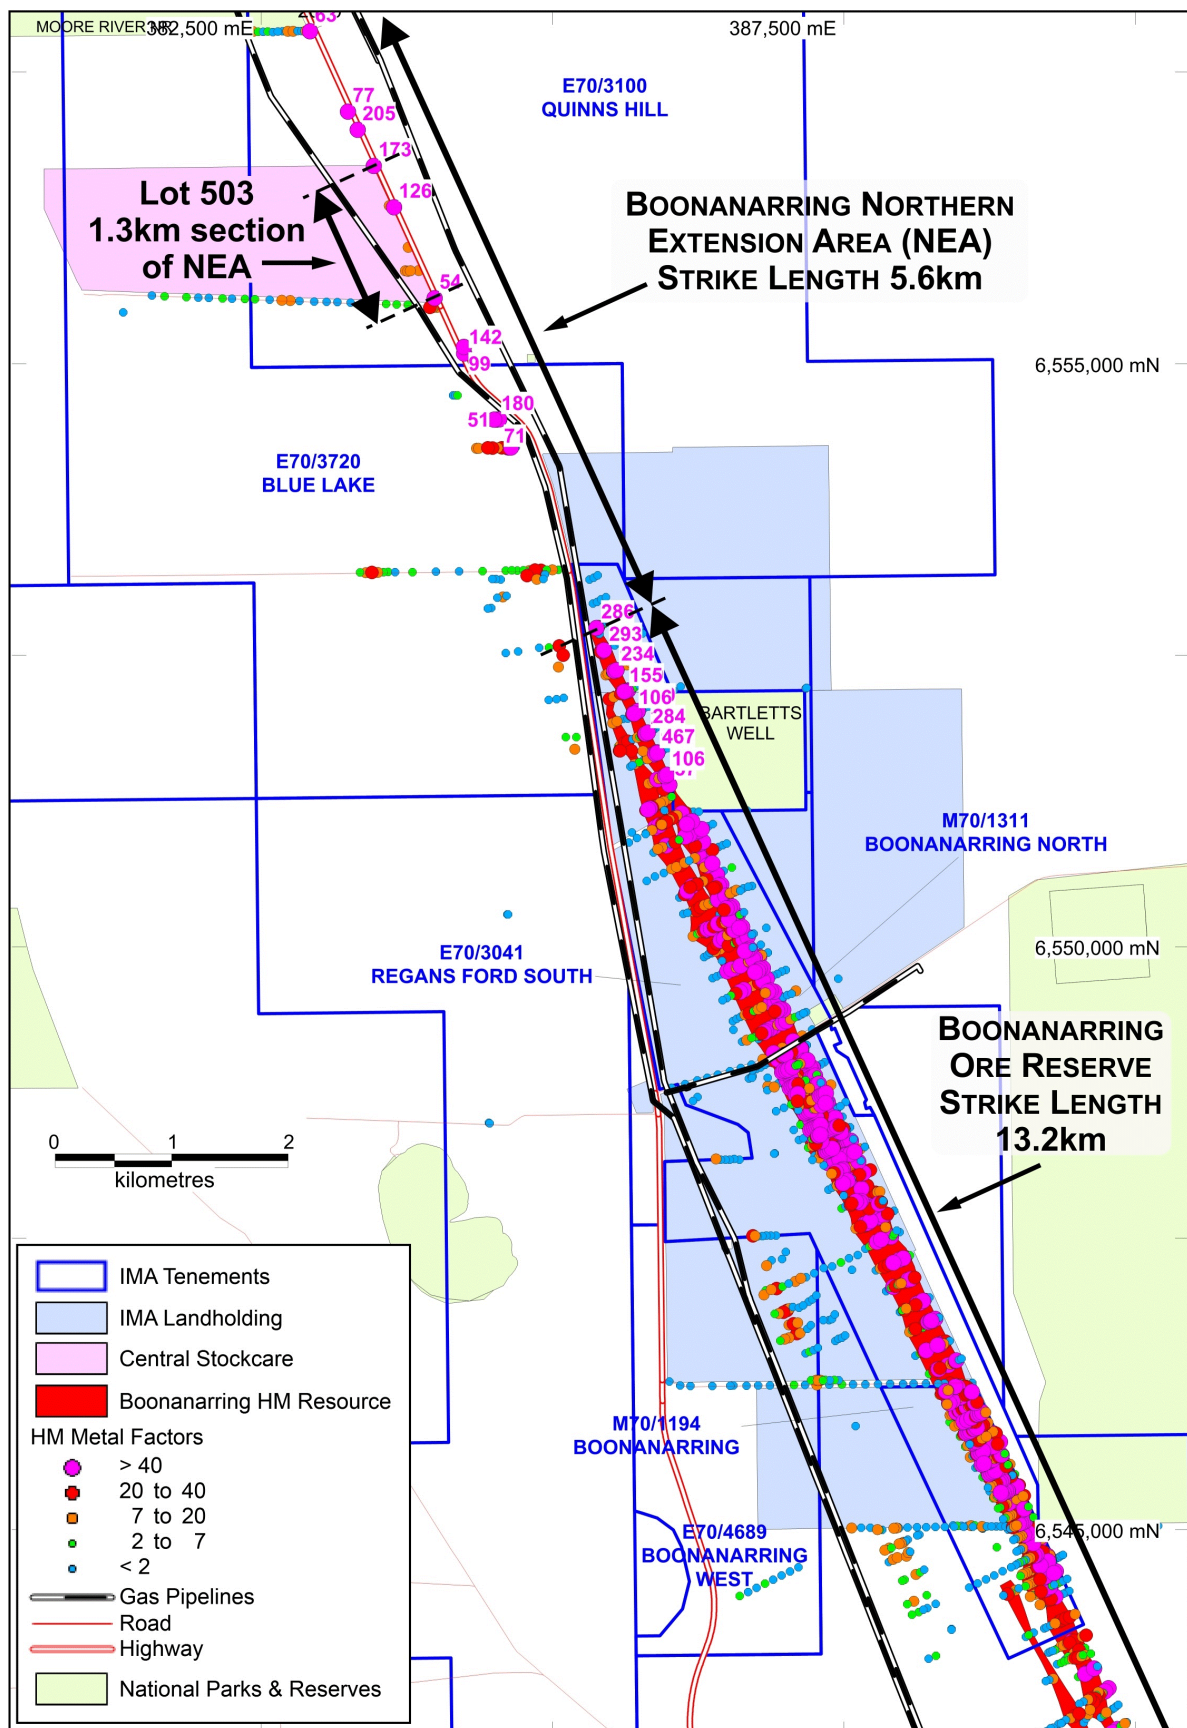 MOORE RIVER NR
382,500 mE
387,500 mE
63
77
205
173
126
54
142
99
180
51
71
E70/3100
QUINNS HILL
Lot 503
1.3km section
of NEA
BOONANARRING NORTHERN
EXTENSION AREA (NEA)
STRIKE LENGTH 5.6km
6,555,000 mN
E70/3720
BLUE LAKE
286
293
234
155
106
284
467
106
BARTLETTS
WELL
M70/1311
BOONANARRING NORTH
E70/3041
REGANS FORD SOUTH
6,550,000 mN
BOONANARRING
ORE RESERVE
STRIKE LENGTH
13.2km
0 1 2
kilometres
M70/1194
BOONANARRING
6,545,000 mN
E70/4689
BOONANARRING
WEST
IMA Tenements
IMA Landholding
Central Stockcare
Boonanarring HM Resource
HM Metal Factors
> 40
20 to 40
7 to 20
2 to 7
< 2
Gas Pipelines
Road
Highway
National Parks & Reserves